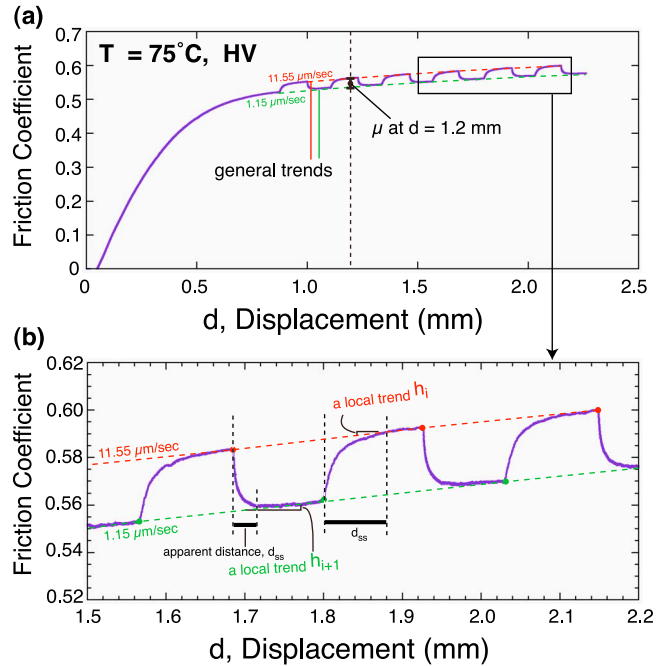 (a)
T = 75˚C, HV
0.7
0.6
0.5
0.4
0.3
0.2
0.1
0
Friction Coefficient
11.55 µm/sec
1.15 µm/sec
µ at d = 1.2 mm
general trends
0 0.5 1.0 1.5 2.0 2.5
d, Displacement (mm)
(b)
0.62
0.60
0.58
0.56
0.54
0.52
Friction Coefficient
a local trend hi
11.55 µm/sec
1.15 µm/sec
apparent distance, dss
dss
a local trend hi+1
1.5 1.6 1.7 1.8 1.9 2.0 2.1 2.2
d, Displacement (mm)